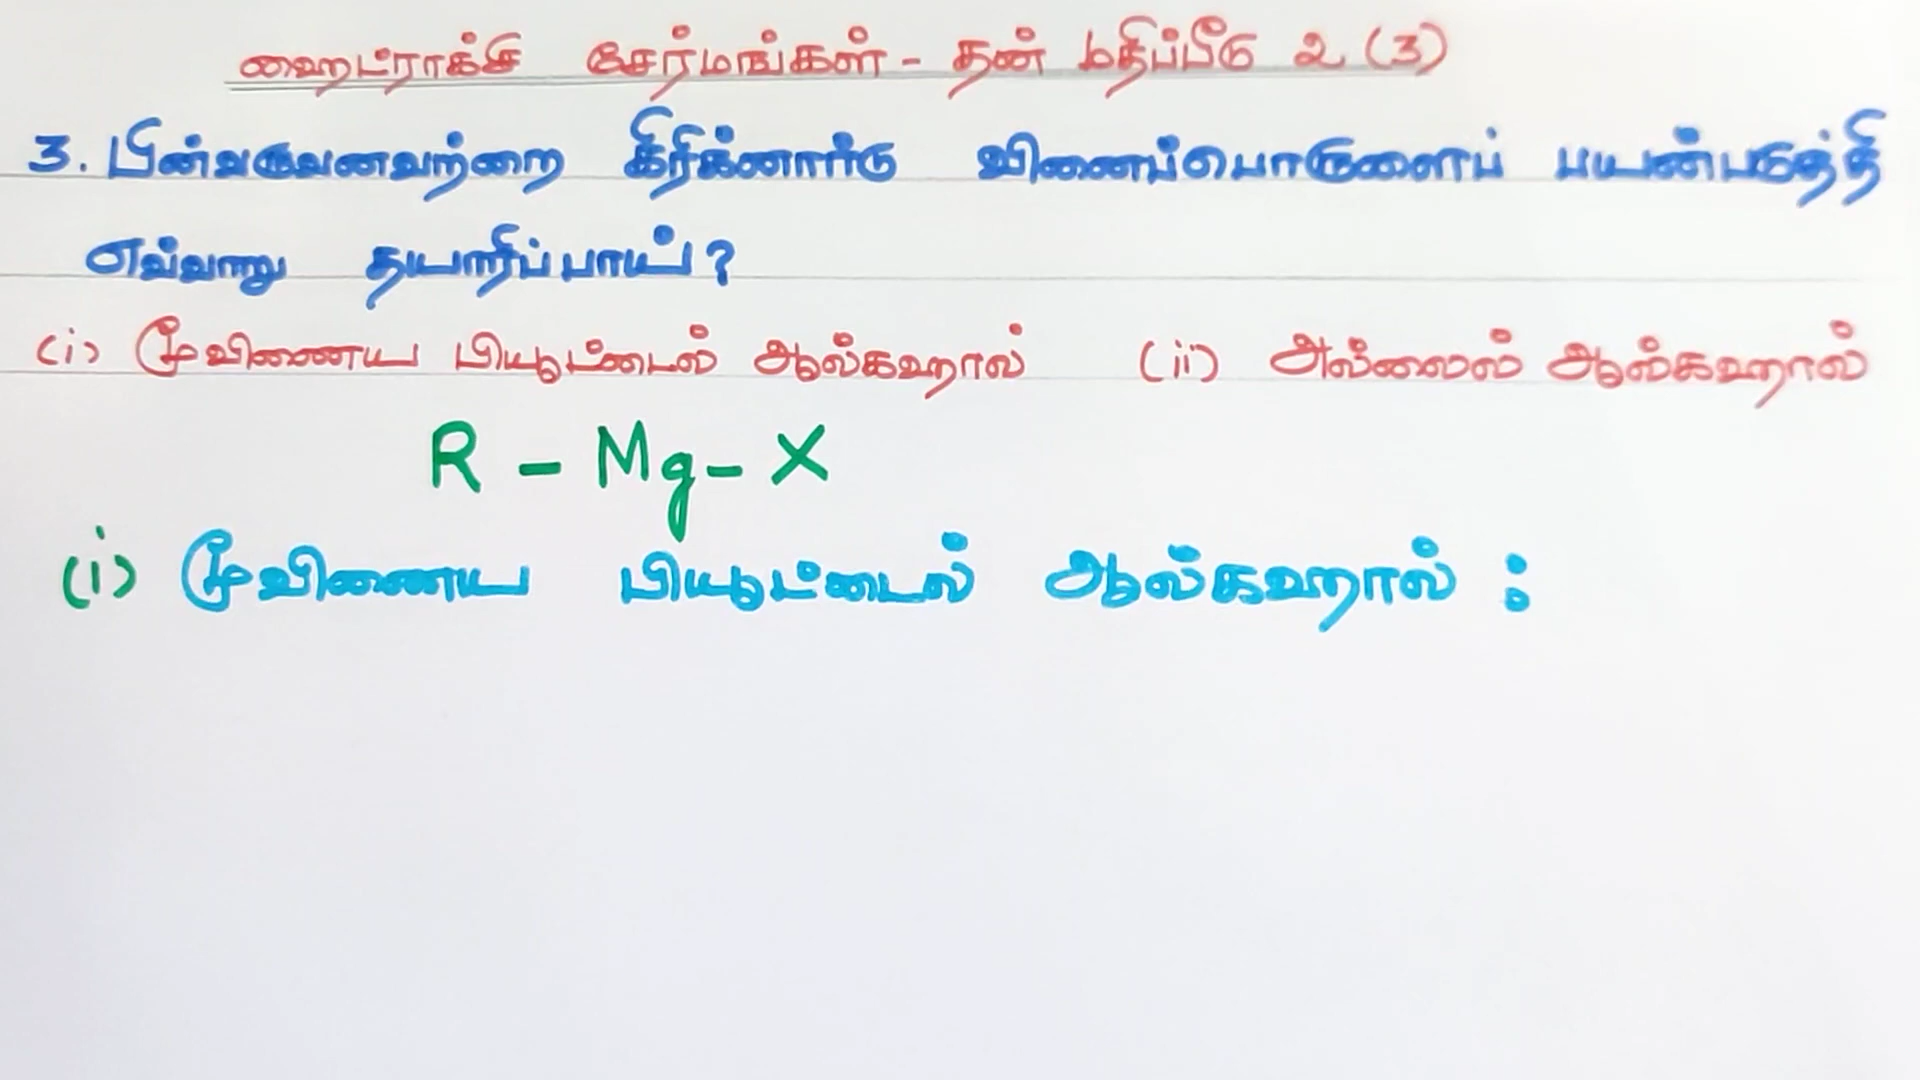 ஹைட்ராக்சி சேர்மங்கள் - தன் மதிப்பீடு 2 (3)
3. பின்வருவனவற்றை கிரிக்னார்டு வினைப்பொருளைப் பயன்படுத்தி
எவ்வாறு தயாரிப்பாய்?
(i) மூவிணைய பியூட்டைல் ஆல்கஹால் (ii) அல்லைல் ஆல்கஹால்
R - Mg - X
(i) மூவிணைய பியூட்டைல் ஆல்கஹால் :